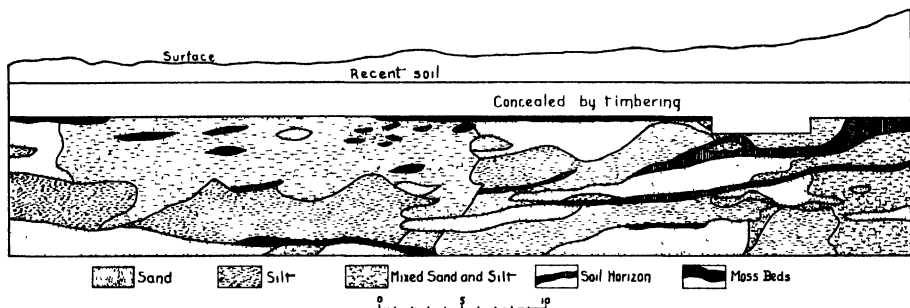 Surface
Recent soil
Concealed by timbering
Sand Silt Mixed Sand and Silt Soil Horizon Moss Beds
0 5 10